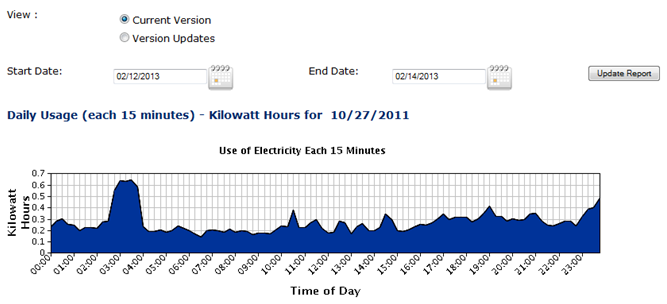 View :
Current Version
Version Updates
Start Date: 02/12/2013 End Date: 02/14/2013 Update Report
Daily Usage (each 15 minutes) - Kilowatt Hours for 10/27/2011
Use of Electricity Each 15 Minutes
Kilowatt
Hours
0.7
0.6
0.5
0.4
0.3
0.2
0.1
0
00:00 01:00 02:00 03:00 04:00 05:00 06:00 07:00 08:00 09:00 10:00 11:00 12:00 13:00 14:00 15:00 16:00 17:00 18:00 19:00 20:00 21:00 22:00 23:00
Time of Day